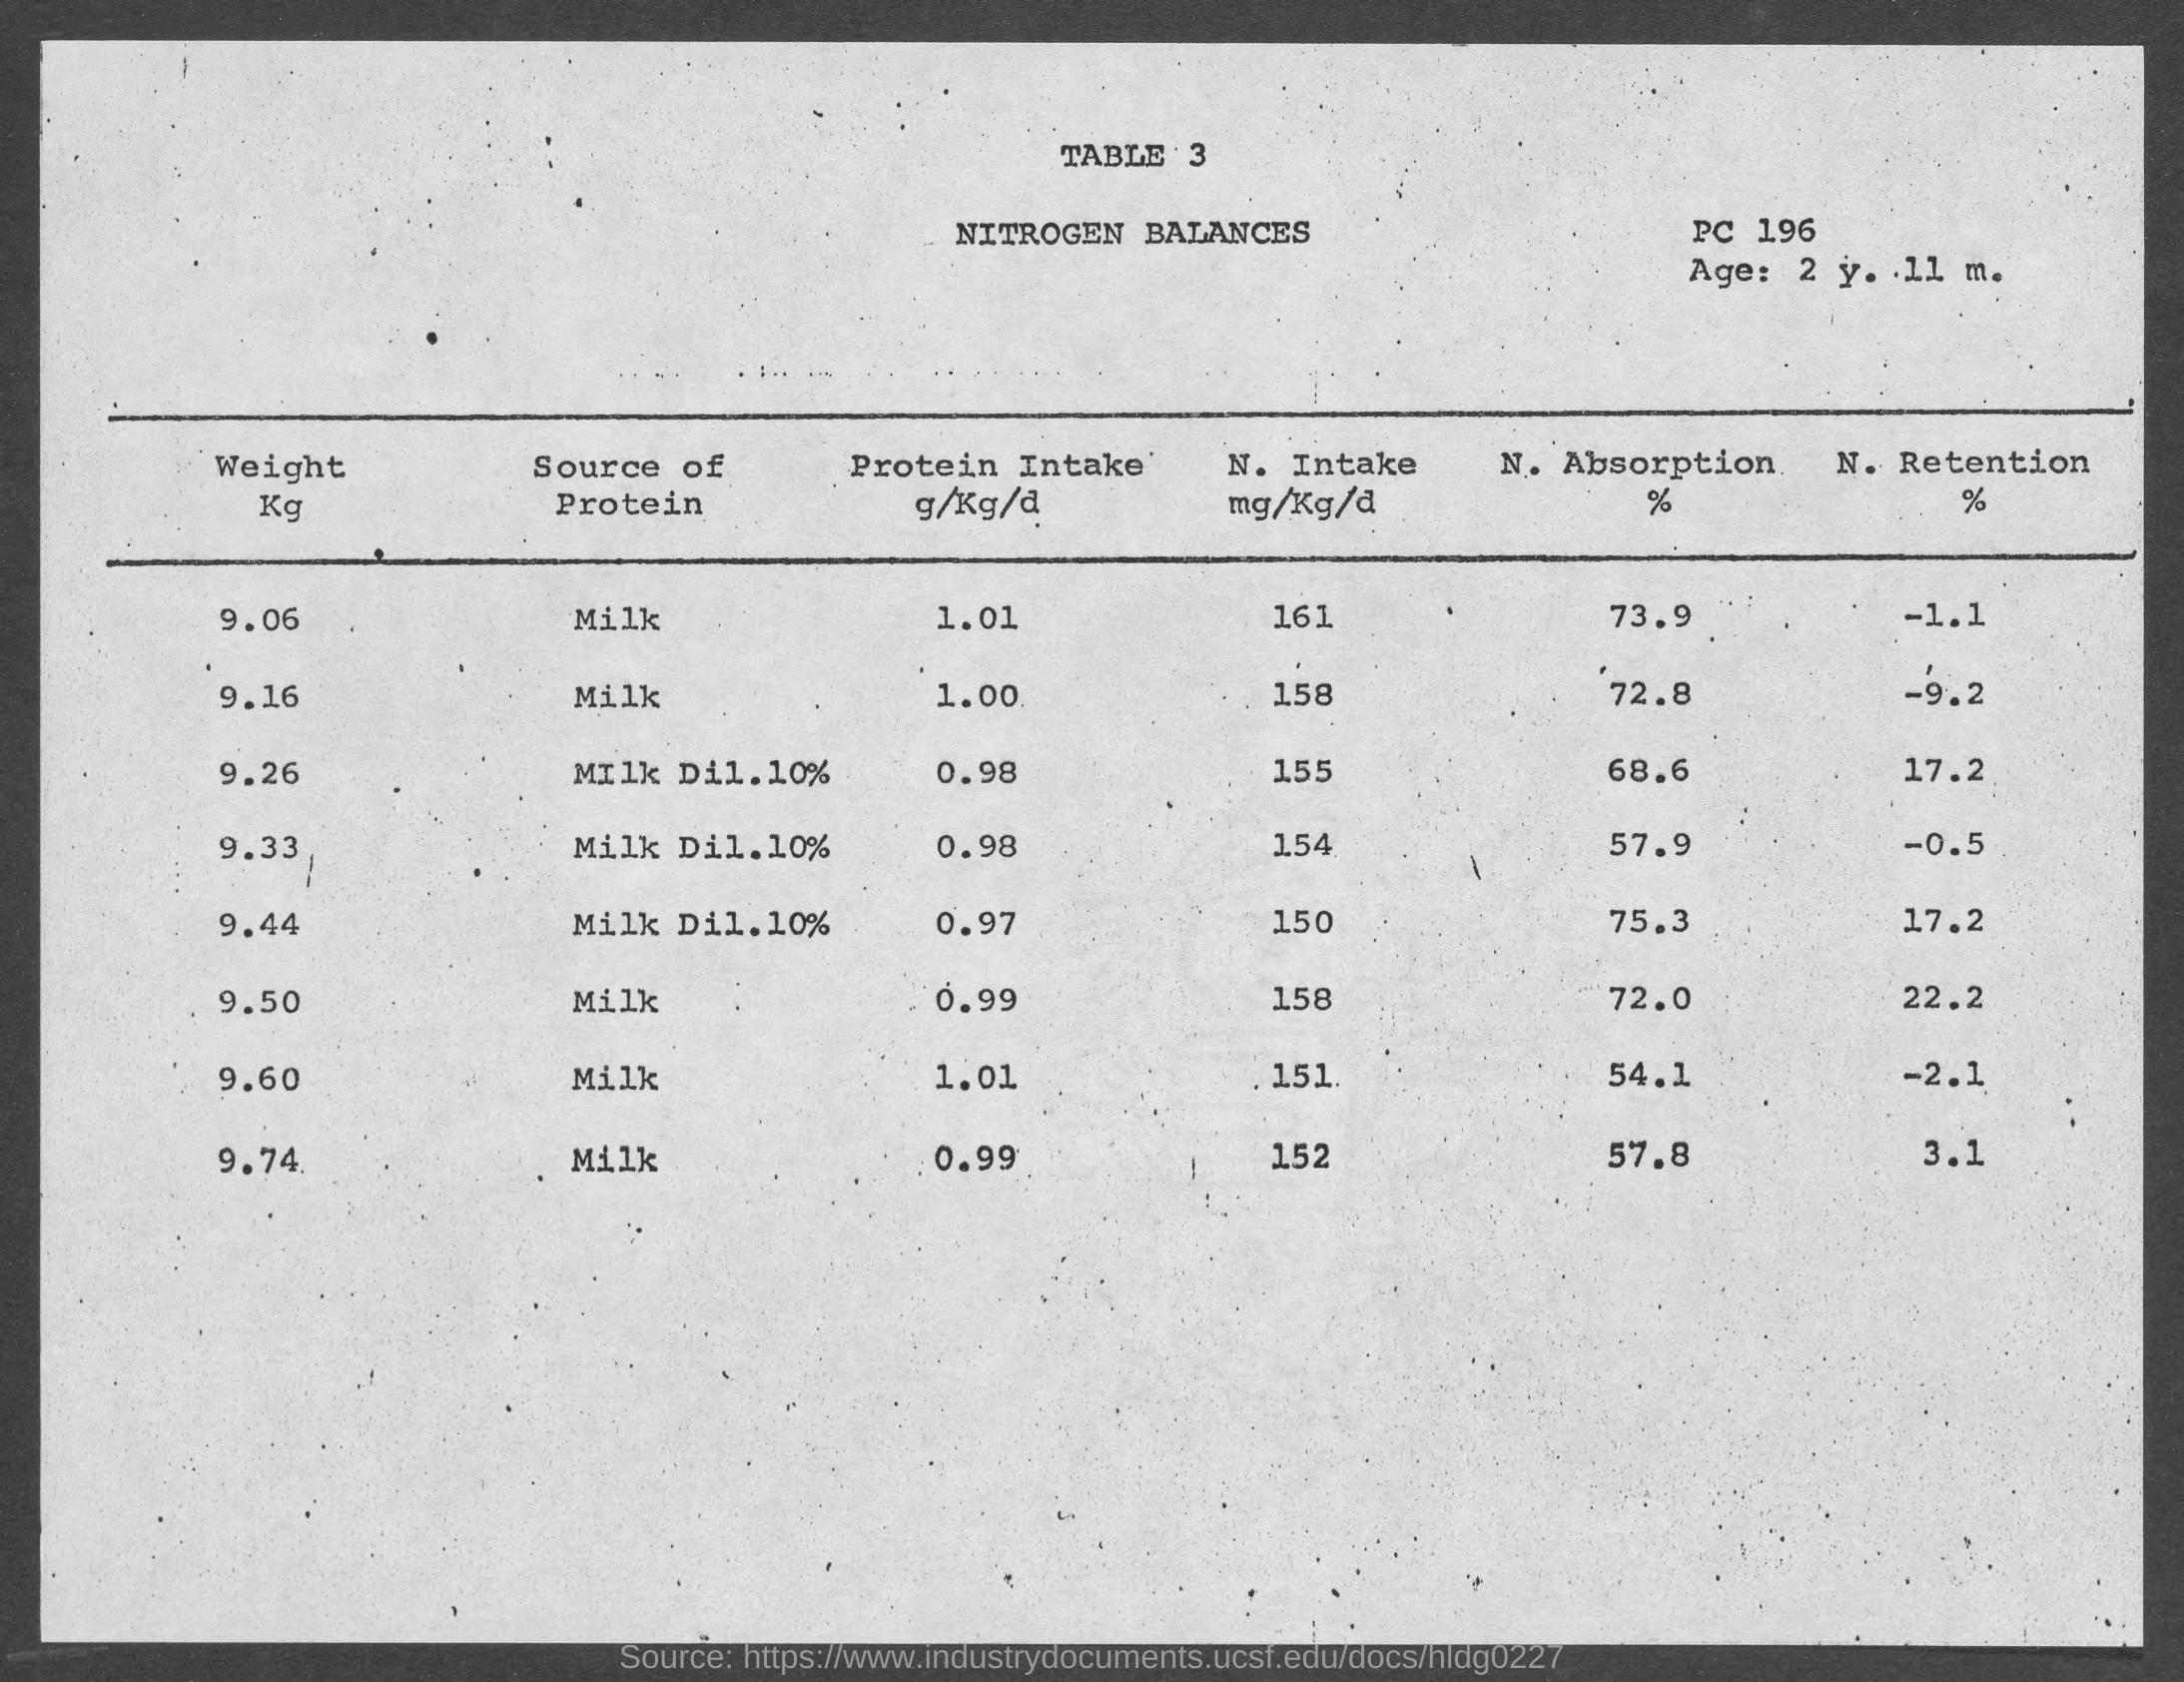 TABLE 3
NITROGEN BALANCES
PC 196
Age: 2 y. 11 m.
Weight Kg Source of Protein Protein Intake g/Kg/d N. Intake mg/Kg/d N. Absorption % N. Retention %
9.06 Milk 1.01 161 73.9 -1.1
9.16 Milk 1.00 158 72.8 -9.2
9.26 MIlk Dil.10% 0.98 155 68.6 17.2
9.33 Milk Dil.10% 0.98 154 57.9 -0.5
9.44 Milk Dil.10% 0.97 150 75.3 17.2
9.50 Milk 0.99 158 72.0 22.2
9.60 Milk 1.01 151 54.1 -2.1
9.74 Milk 0.99 152 57.8 3.1
Source: https://www.industrydocuments.ucsf.edu/docs/hldg0227